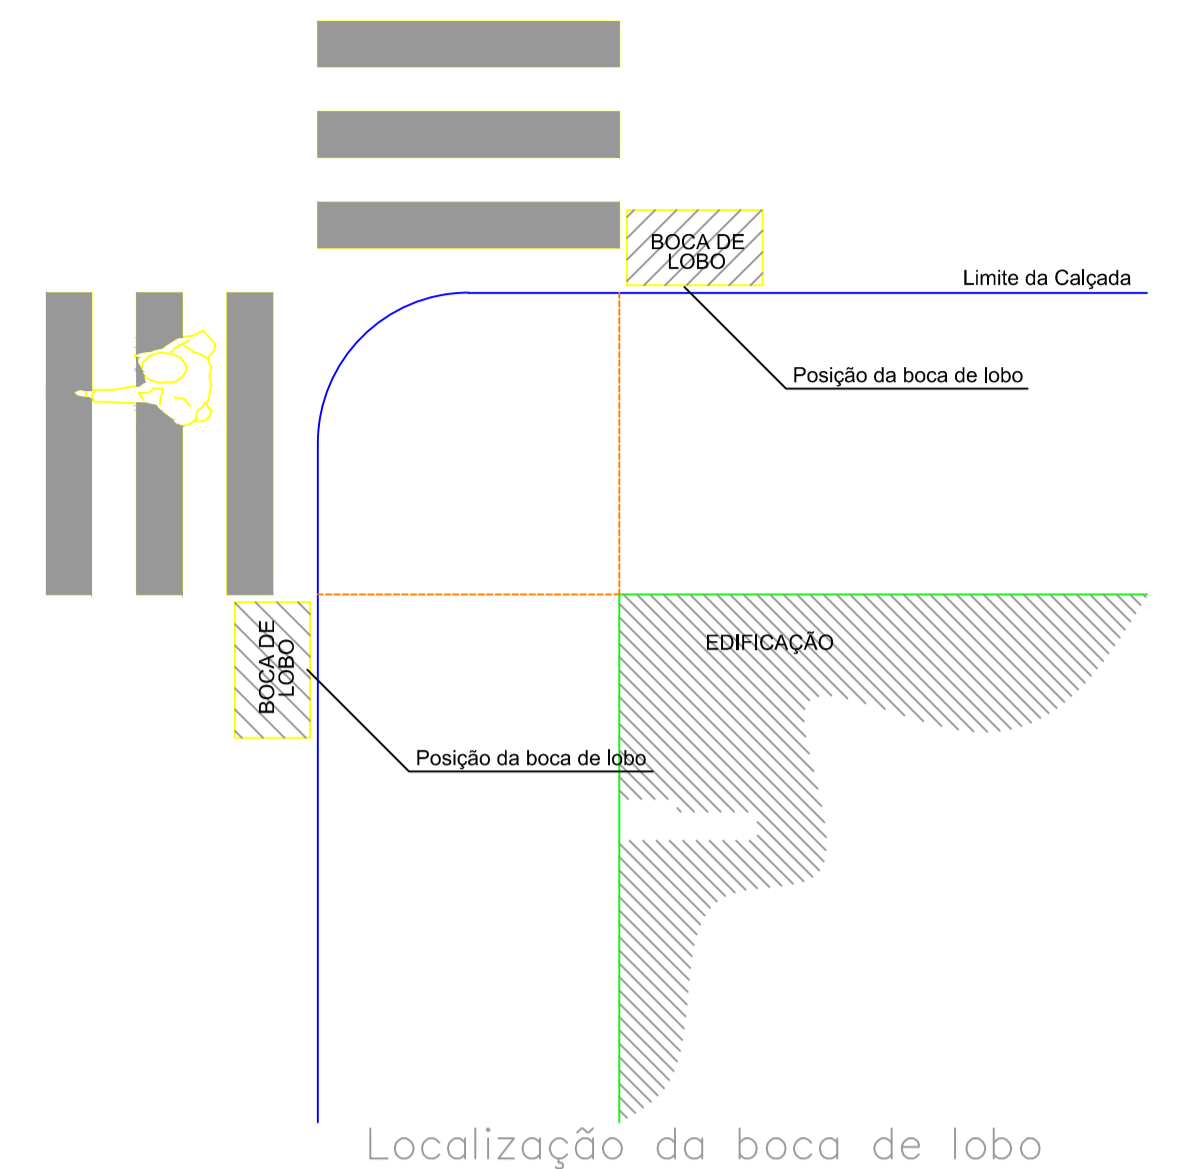 BOCA DE
LOBO
Limite da Calçada
Posição da boca de lobo
EDIFICAÇÃO
BOCA DE
LOBO
Posição da boca de lobo
Localização da boca de lobo